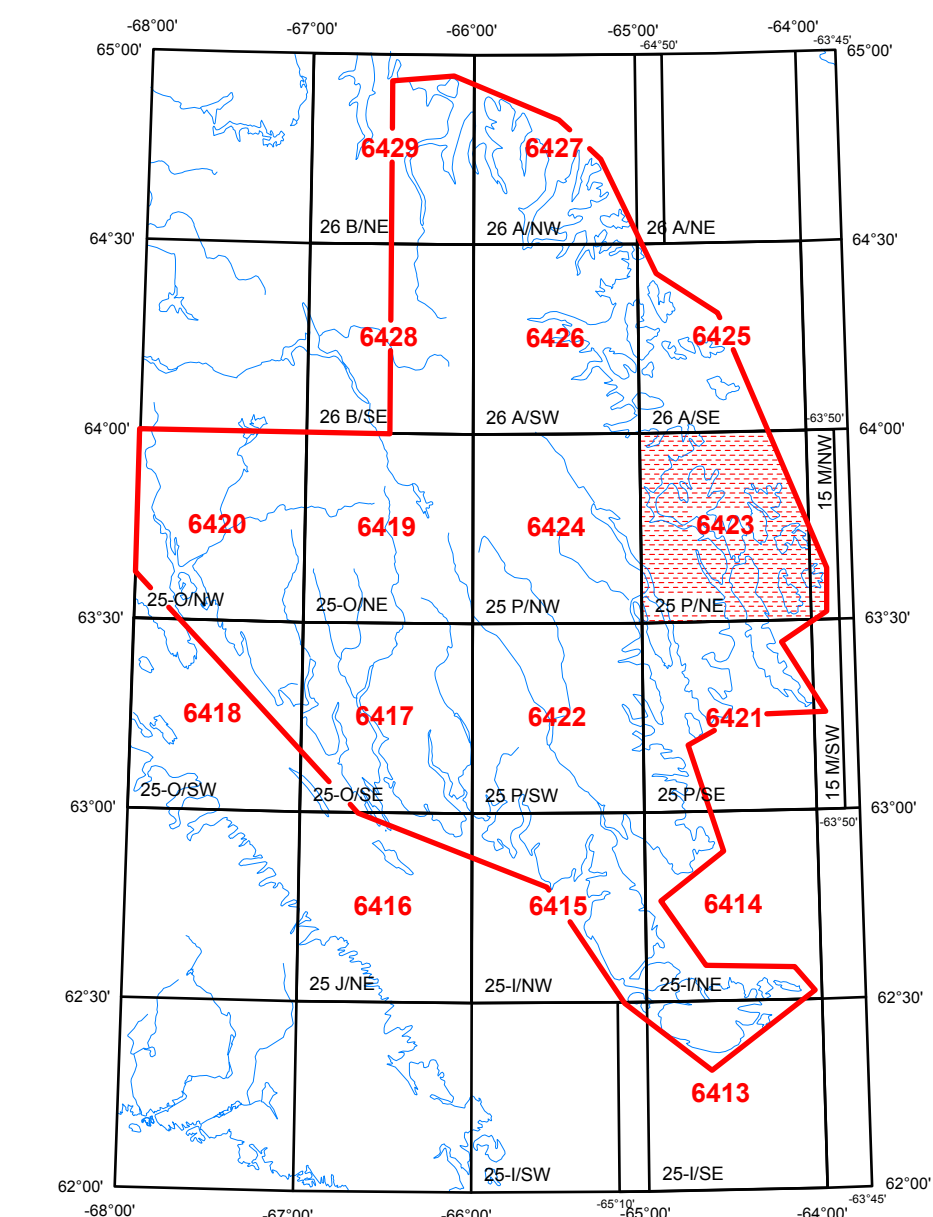 -68°00' -67°00' -66°00' -65°00' -64°00'
-64°50' -63°45'
65°00' 65°00'
6429 6427
26 B/NE 26 A/NW 26 A/NE
64°30' 64°30'
6428 6426 6425
26 B/SE 26 A/SW 26 A/SE
-63°50'
64°00' 64°00'
15 M/NW
6420 6419 6424 6423
25-O/NW 25-O/NE 25 P/NW 25 P/NE
63°30' 63°30'
6418 6417 6422 6421
15 M/SW
25-O/SW 25-O/SE 25 P/SW 25 P/SE
63°00' 63°00'
-63°50'
6416 6415 6414
25 J/NE 25-I/NW 25-I/NE
62°30' 62°30'
6413
25-I/SW 25-I/SE
62°00' 62°00'
-65°10' -63°45'
-68°00' -67°00' -66°00' -65°00' -64°00'